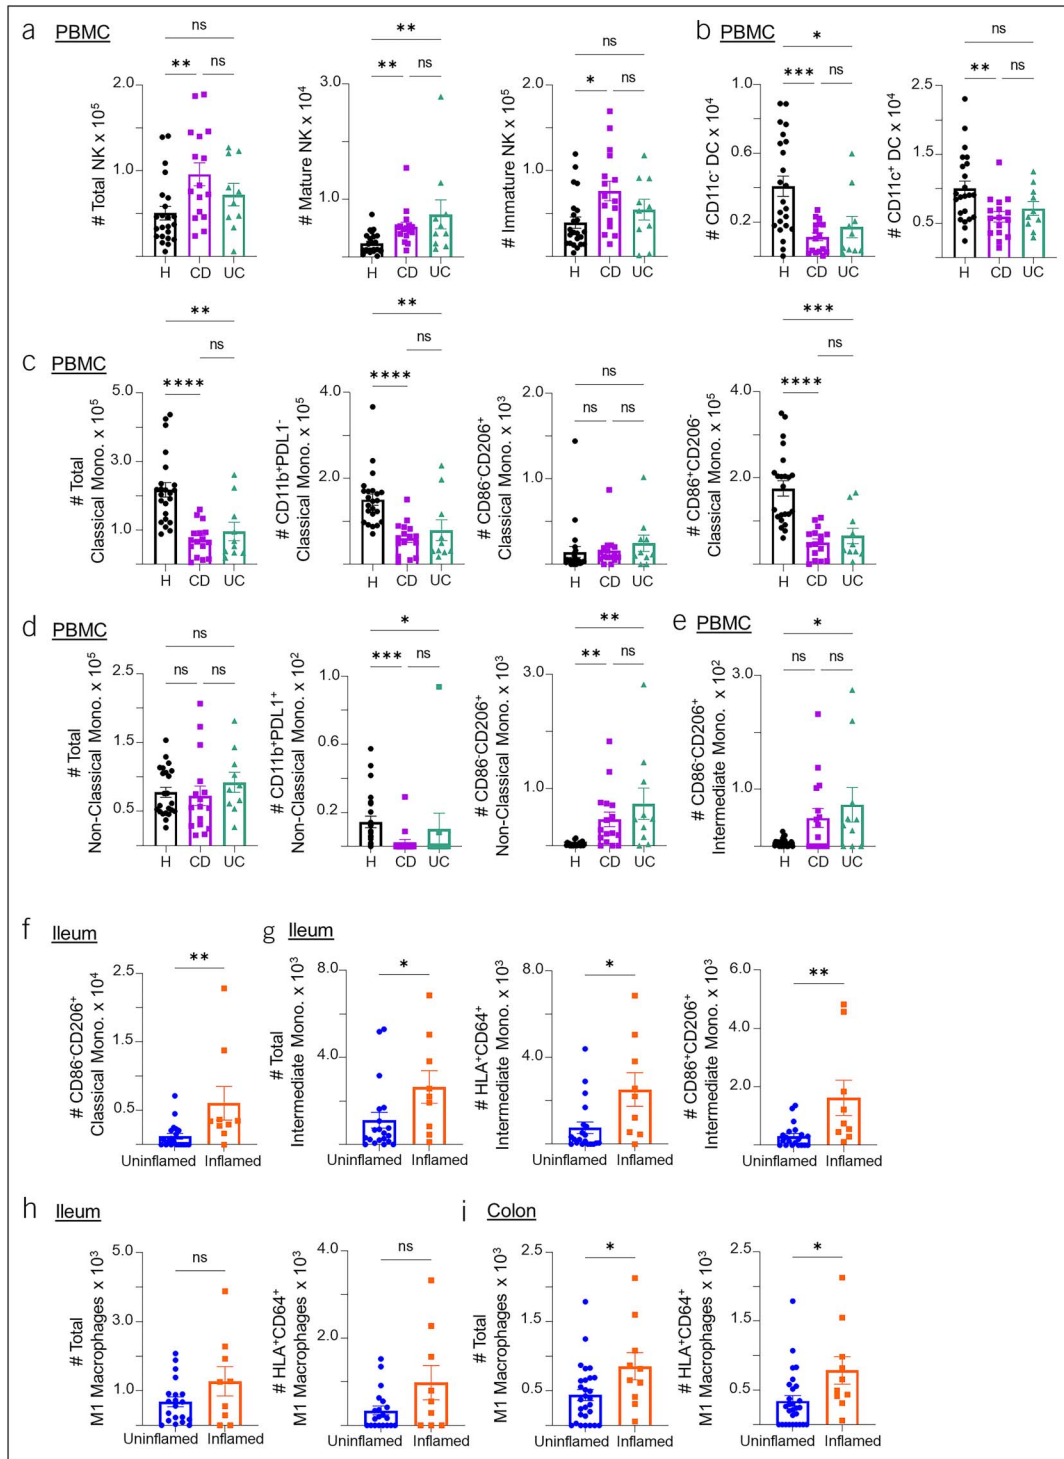 a PBMC
b PBMC
ns
** ns
# Total NK x 10⁵
2.0
1.0
H CD UC
**
** ns
# Mature NK x 10⁴
3.0
1.0
H CD UC
ns
* ns
# Immature NK x 10⁵
2.0
1.0
H CD UC
*
*** ns
# CD11c⁻ DC x 10⁴
1.0
0.6
0.2
H CD UC
ns
** ns
# CD11c⁺ DC x 10⁴
2.5
1.5
0.5
H CD UC
c PBMC
**
ns
****
# Total
Classical Mono. x 10⁵
5.0
3.0
1.0
H CD UC
**
ns
****
# CD11b⁺PDL1⁻
Classical Mono. x 10⁵
4.0
2.0
H CD UC
ns
ns ns
# CD86⁻CD206⁺
Classical Mono. x 10³
2.0
1.0
H CD UC
***
ns
****
# CD86⁺CD206⁻
Classical Mono. x 10⁵
4.0
2.0
H CD UC
d PBMC
ns
ns ns
# Total
Non-Classical Mono. x 10⁵
2.5
1.5
0.5
H CD UC
*
*** ns
# CD11b⁺PDL1⁺
Non-Classical Mono. x 10²
1.0
0.6
0.2
H CD UC
**
** ns
# CD86⁻CD206⁺
Non-Classical Mono. x 10³
3.0
1.0
H CD UC
e PBMC
*
ns ns
# CD86⁻CD206⁺
Intermediate Mono. x 10²
3.0
1.0
H CD UC
f Ileum
**
# CD86⁻CD206⁺
Classical Mono. x 10⁴
2.5
1.5
0.5
Uninflamed Inflamed
g Ileum
*
# Total
Intermediate Mono. x 10³
8.0
4.0
Uninflamed Inflamed
*
# HLA⁺CD64⁺
Intermediate Mono. x 10³
8.0
4.0
Uninflamed Inflamed
**
# CD86⁺CD206⁺
Intermediate Mono. x 10³
6.0
4.0
2.0
Uninflamed Inflamed
h Ileum
ns
# Total
M1 Macrophages x 10³
5.0
3.0
1.0
Uninflamed Inflamed
ns
# HLA⁺CD64⁺
M1 Macrophages x 10³
4.0
2.0
Uninflamed Inflamed
i Colon
*
# Total
M1 Macrophages x 10³
2.5
1.5
0.5
Uninflamed Inflamed
*
# HLA⁺CD64⁺
M1 Macrophages x 10³
2.5
1.5
0.5
Uninflamed Inflamed